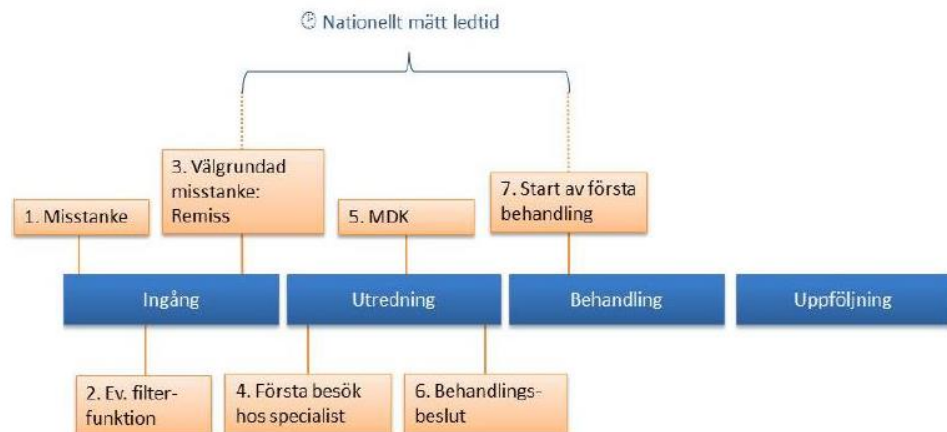 Nationellt mätt ledtid
3. Välgrundad
misstanke:
Remiss
7. Start av första
behandling
1. Misstanke
5. MDK
Ingång
Utredning
Behandling
Uppföljning
2. Ev. filter-
funktion
4. Första besök
hos specialist
6. Behandlings-
beslut